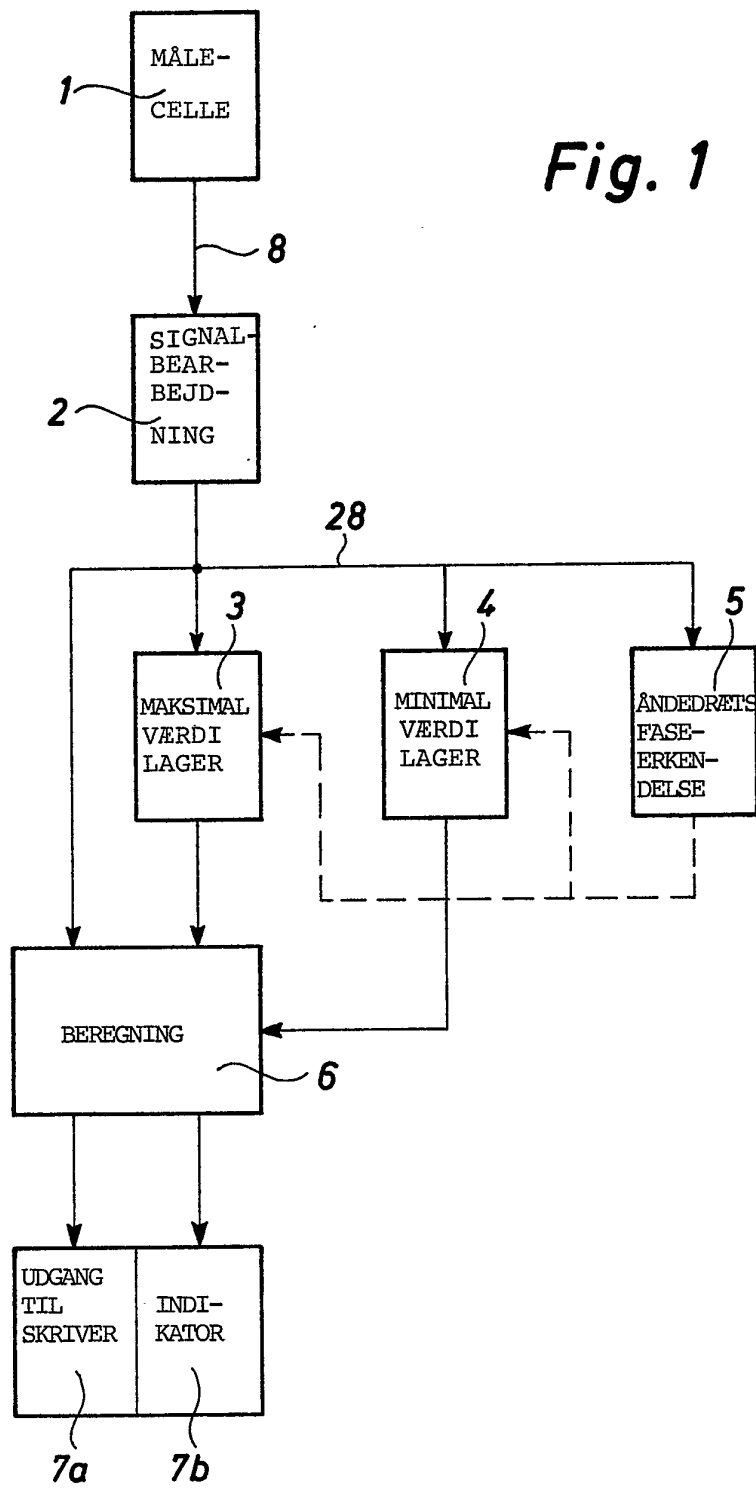 MÅLE-
CELLE
1
Fig. 1
8
SIGNAL-
BEAR-
BEJD-
NING
2
28
3
4
5
MAKSIMAL
VÆRDI
LAGER
MINIMAL
VÆRDI
LAGER
ÅNDEDRÆTS
FASE-
ERKEN-
DELSE
BEREGNING
6
UDGANG
TIL
SKRIVER
INDI-
KATOR
7a
7b